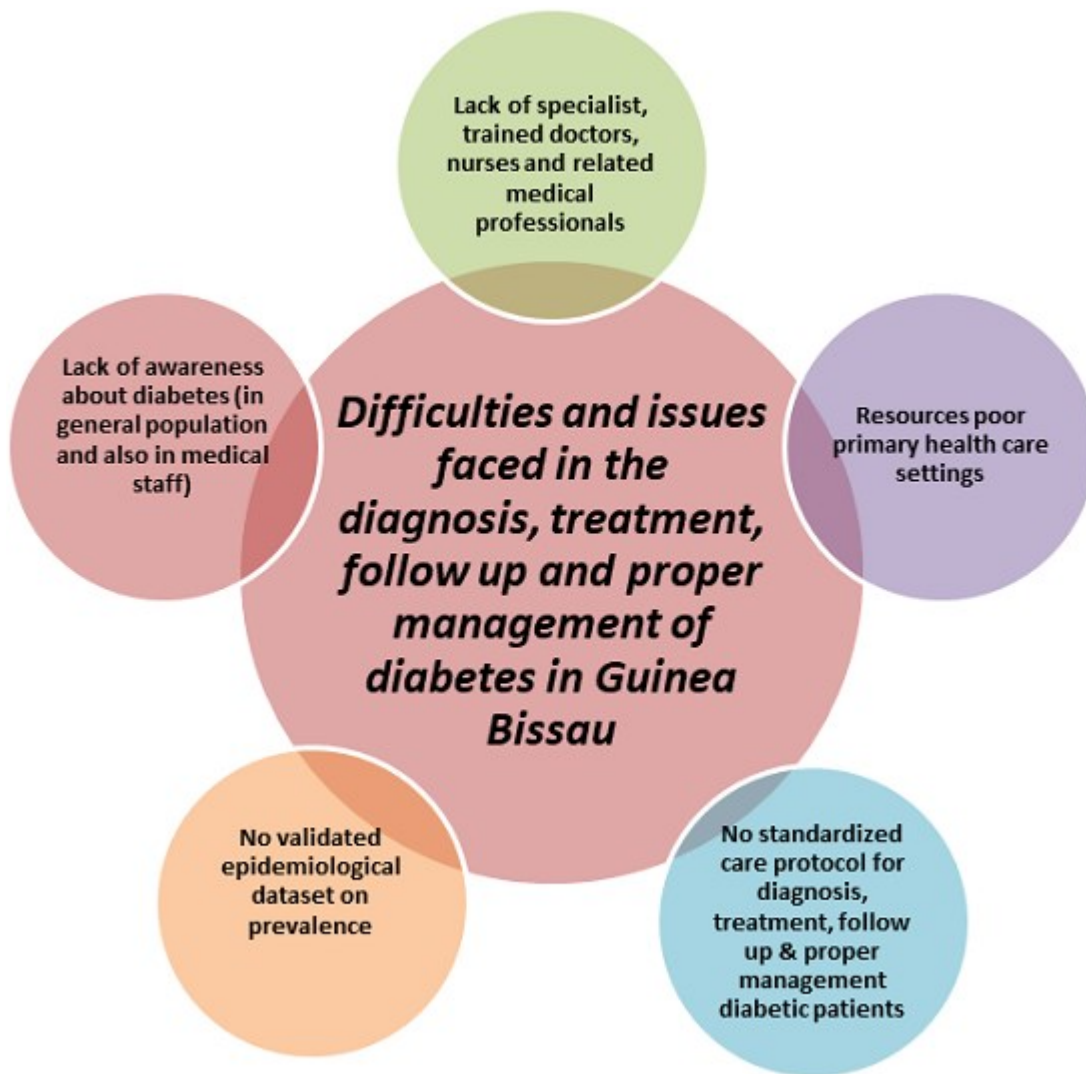 Lack of specialist,
trained doctors,
nurses and related
medical
professionals
Lack of awareness
about diabetes (in
general population
and also in medical
staff)
Difficulties and issues
faced in the
diagnosis, treatment,
follow up and proper
management of
diabetes in Guinea
Bissau
Resources poor
primary health care
settings
No validated
epidemiological
dataset on
prevalence
No standardized
care protocol for
diagnosis,
treatment, follow
up & proper
management
diabetic patients